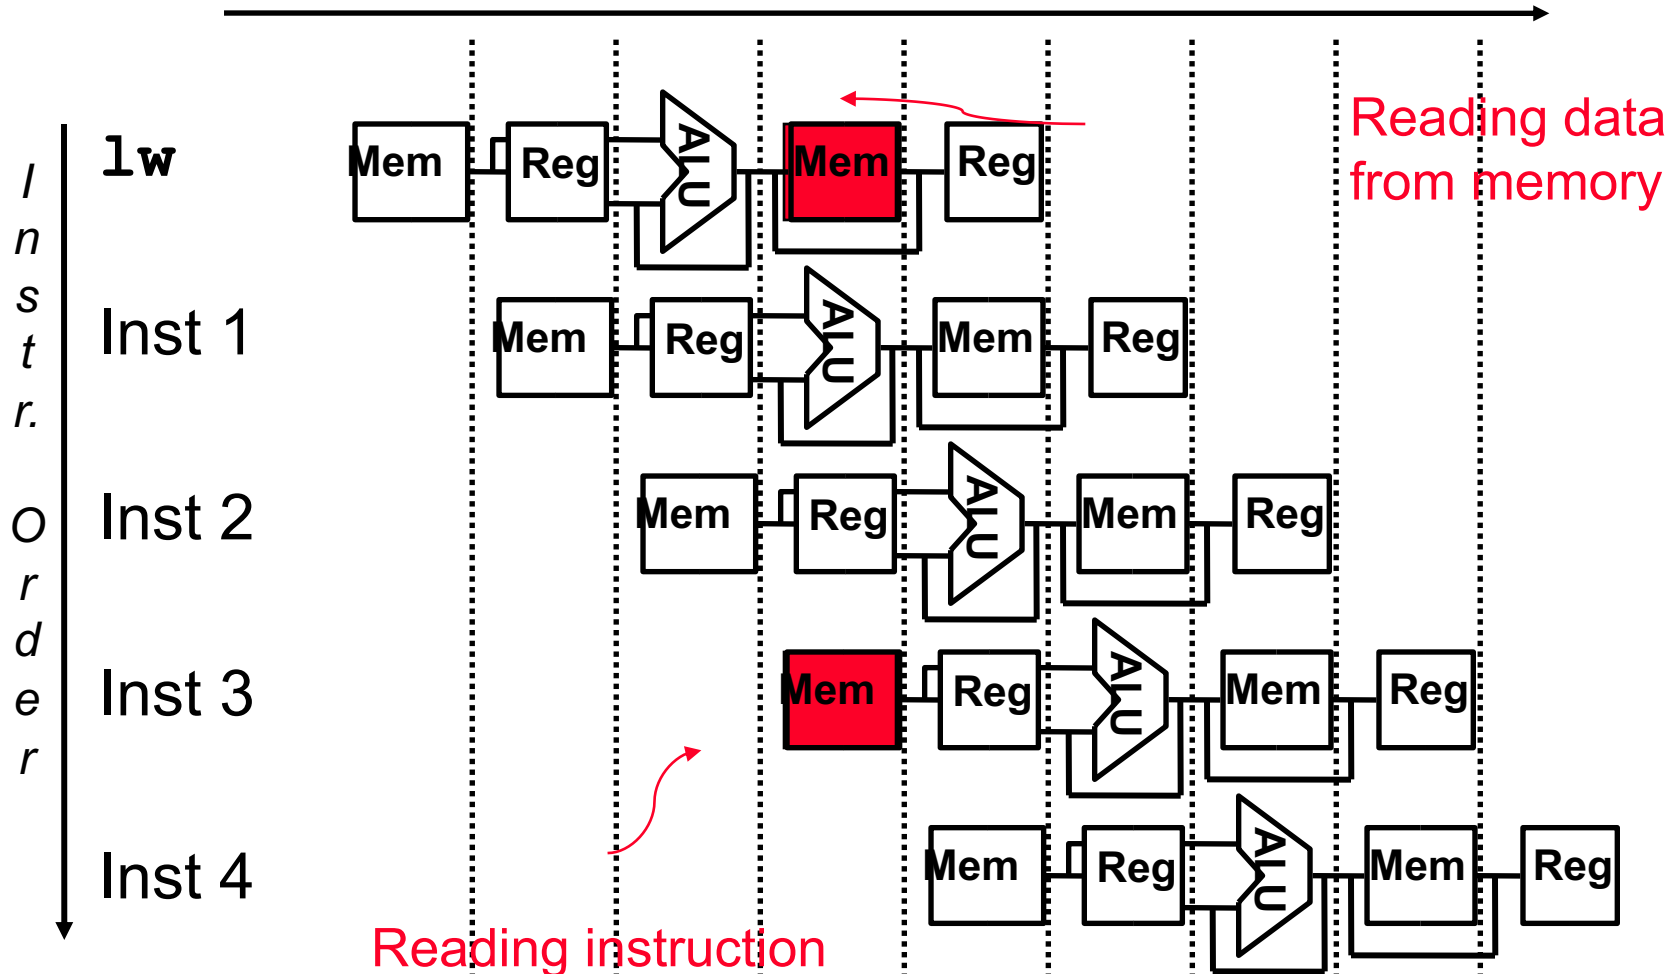 lw
Mem Reg ALU Mem Reg
Reading data
from memory
Inst 1
Mem Reg ALU Mem Reg
Inst 2
Mem Reg ALU Mem Reg
Inst 3
Mem Reg ALU Mem Reg
Inst 4
Mem Reg ALU Mem Reg
Reading instruction
Instr.
Order